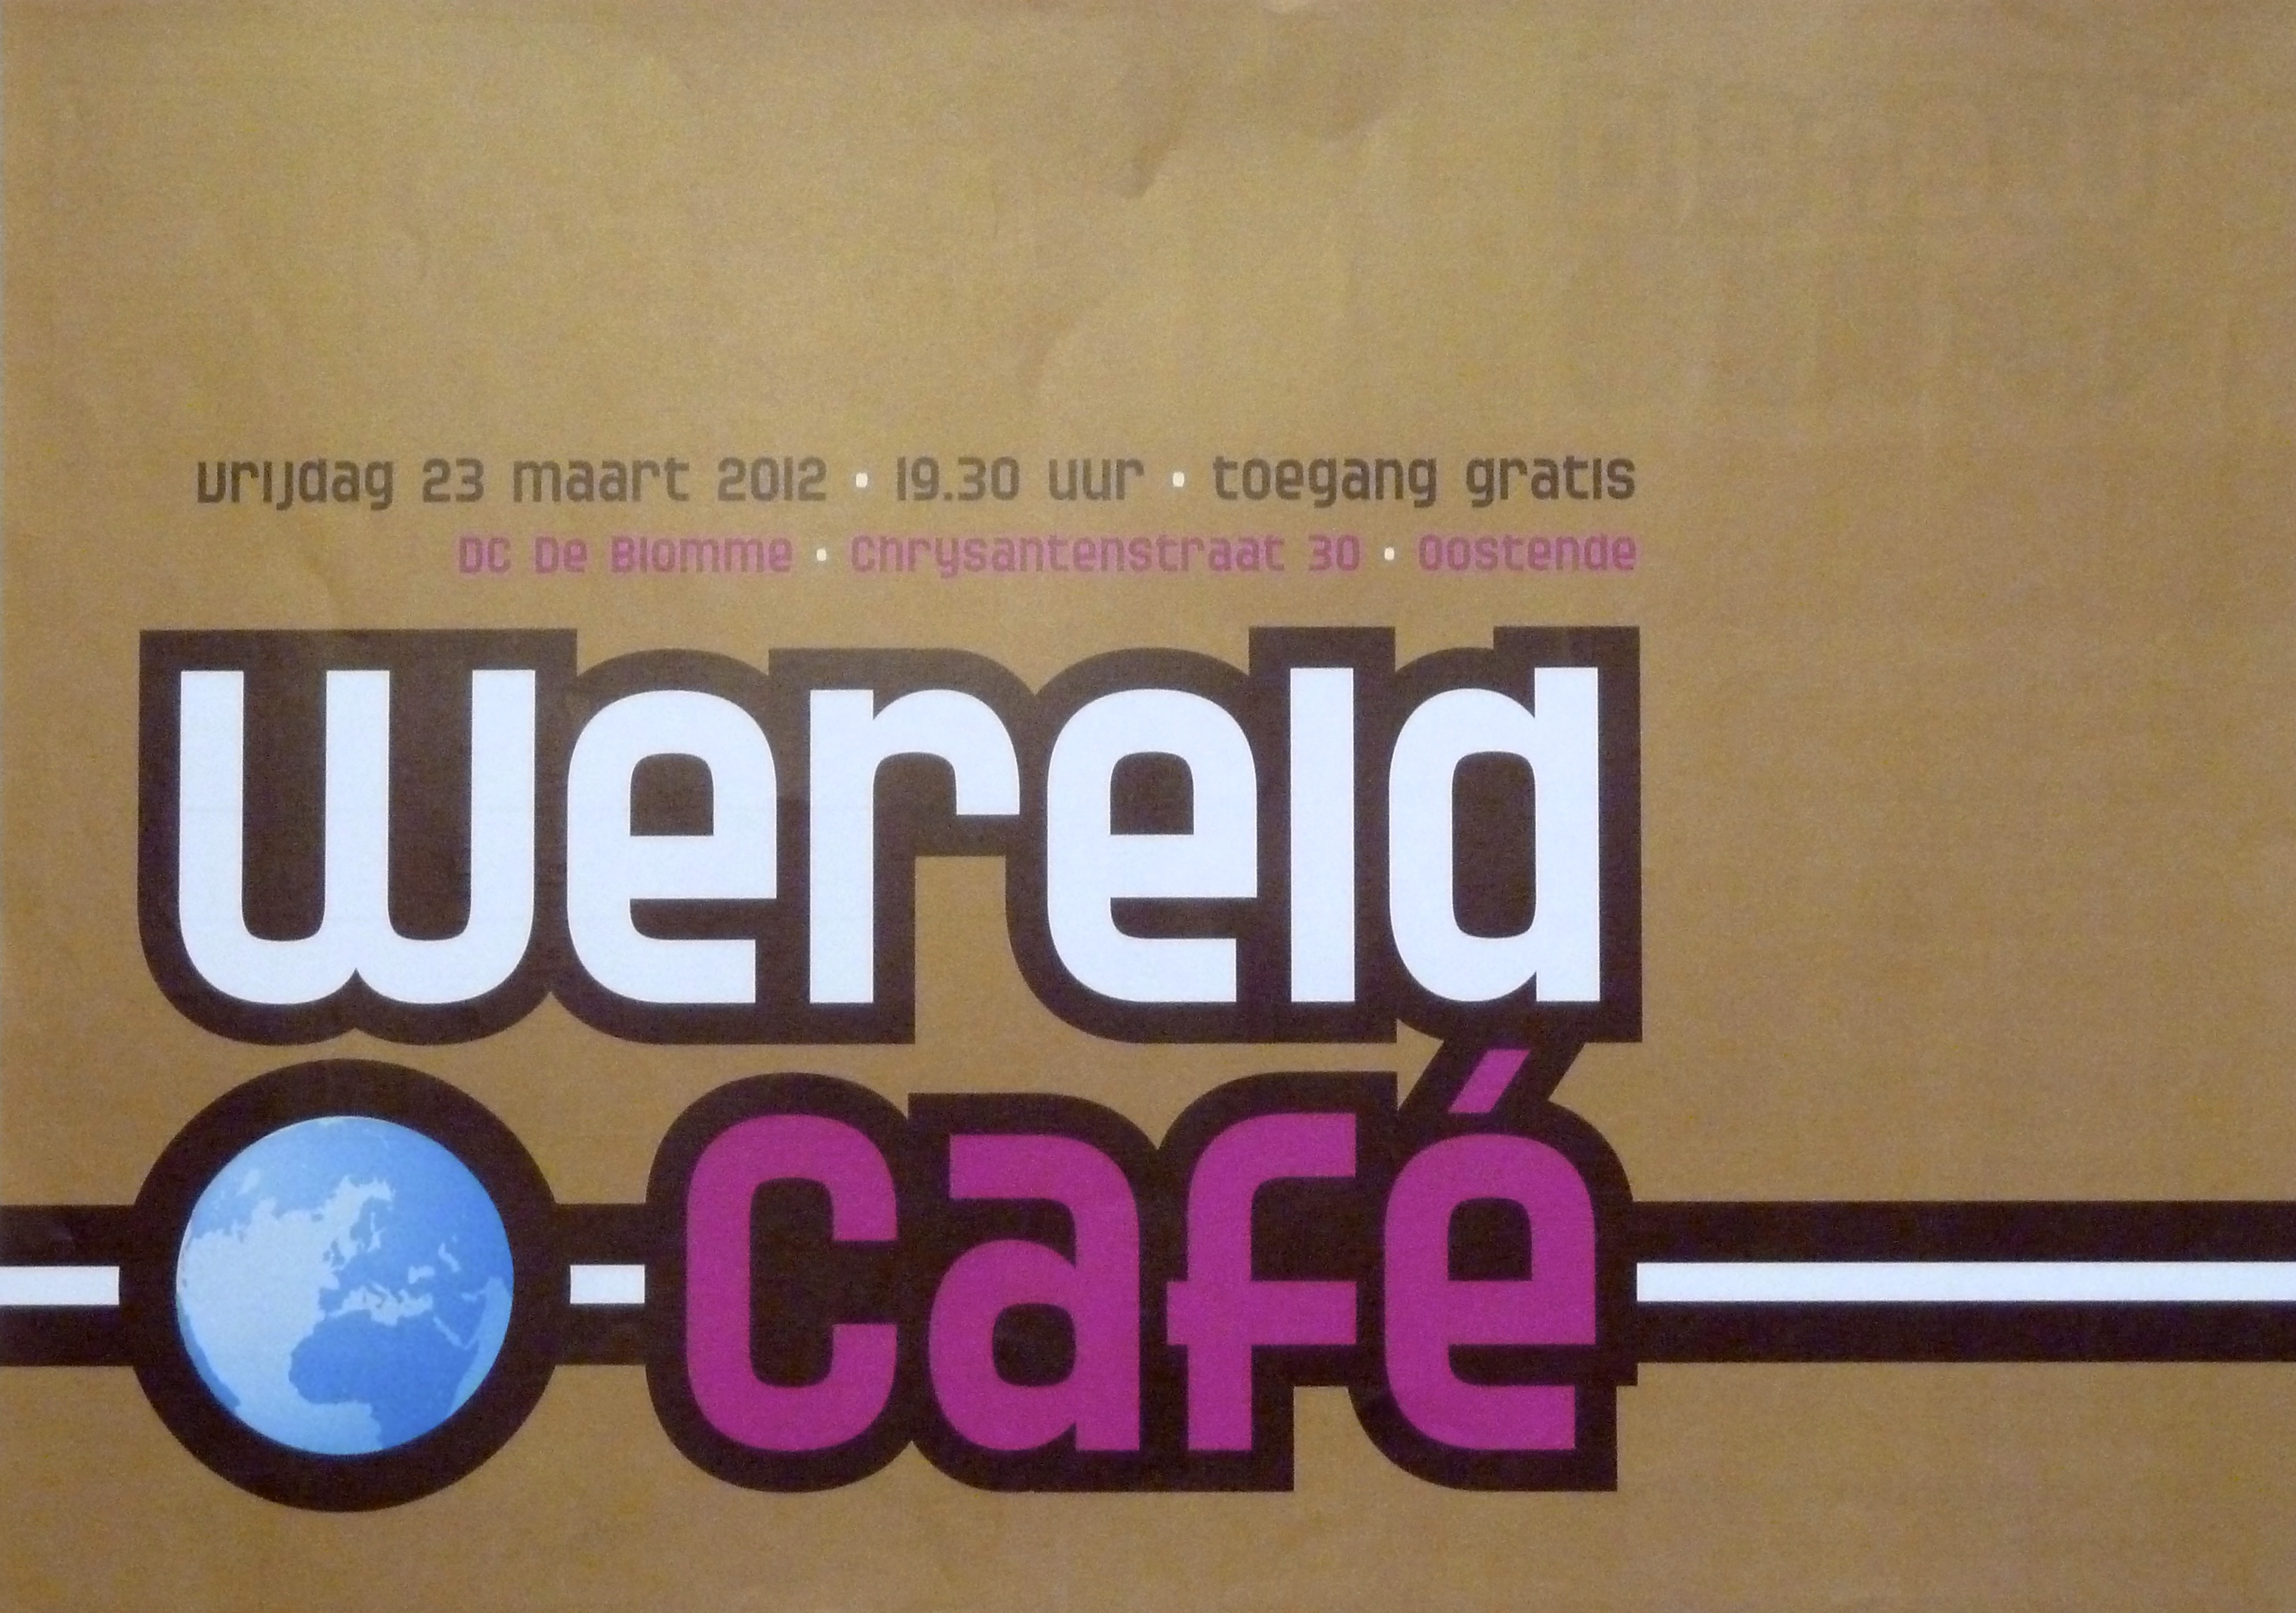 vrijdag 23 maart 2012 · 19.30 uur · toegang gratis
DC De Blomme · Chrysantenstraat 30 · Oostende
wereld
café